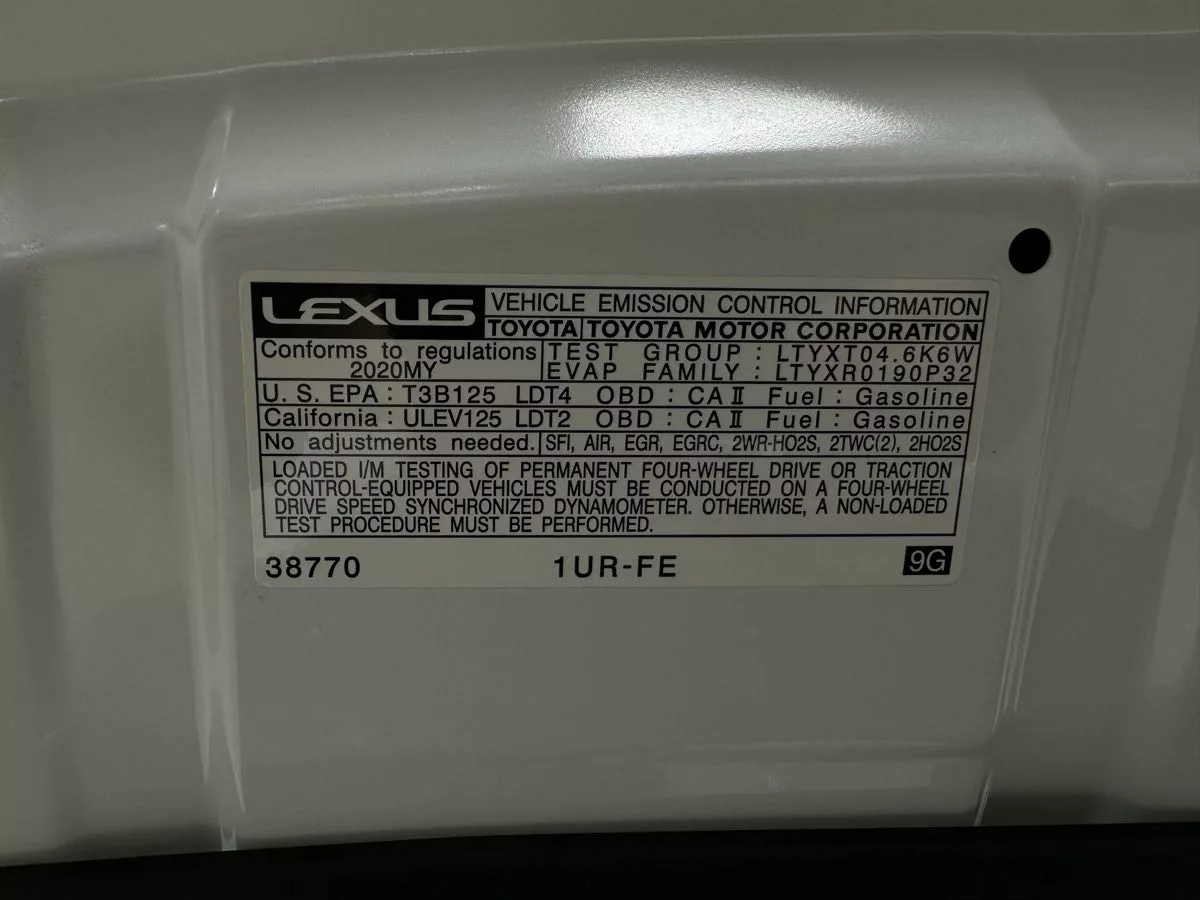 LEXUS VEHICLE EMISSION CONTROL INFORMATION
TOYOTA TOYOTA MOTOR CORPORATION
Conforms to regulations
2020MY
TEST GROUP : LTYXT04.6K6W
EVAP FAMILY : LTYXR0190P32
U. S. EPA : T3B125 LDT4 OBD : CA II Fuel : Gasoline
California : ULEV125 LDT2 OBD : CA II Fuel : Gasoline
No adjustments needed. SFI, AIR, EGR, EGRC, 2WR-HO2S, 2TWC(2), 2HO2S
LOADED I/M TESTING OF PERMANENT FOUR-WHEEL DRIVE OR TRACTION
CONTROL-EQUIPPED VEHICLES MUST BE CONDUCTED ON A FOUR-WHEEL
DRIVE SPEED SYNCHRONIZED DYNAMOMETER. OTHERWISE, A NON-LOADED
TEST PROCEDURE MUST BE PERFORMED.
38770 1UR-FE 9G